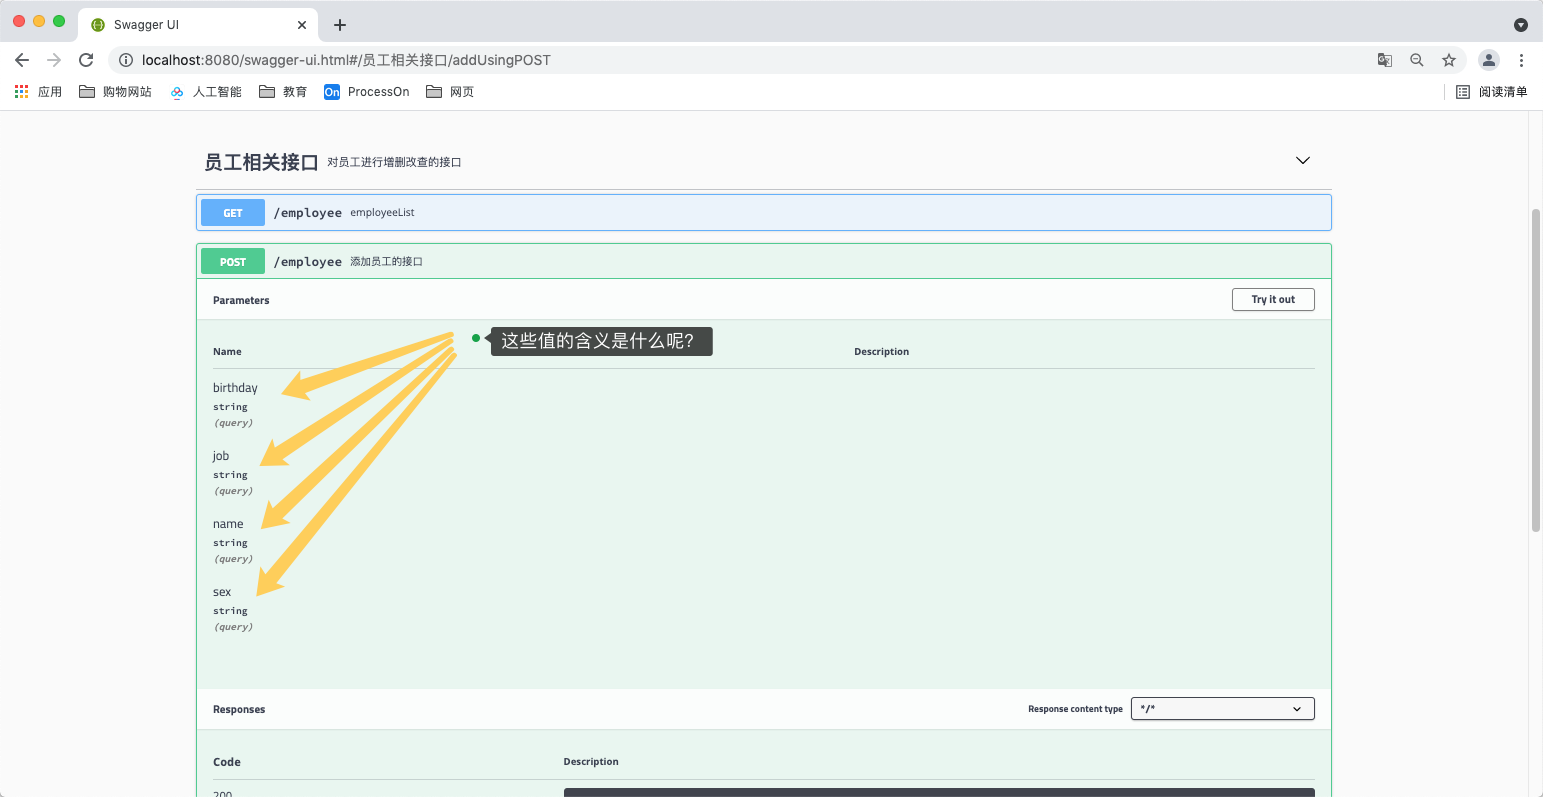 Swagger UI
localhost:8080/swagger-ui.html#/员工相关接口/addUsingPOST
应用 购物网站 人工智能 教育 On ProcessOn 网页 阅读清单
员工相关接口 对员工进行增删改查的接口
GET /employee employeeList
POST /employee 添加员工的接口
Parameters Try it out
这些值的含义是什么呢?
Name Description
birthday
string
(query)
job
string
(query)
name
string
(query)
sex
string
(query)
Responses Response content type */*
Code Description
200